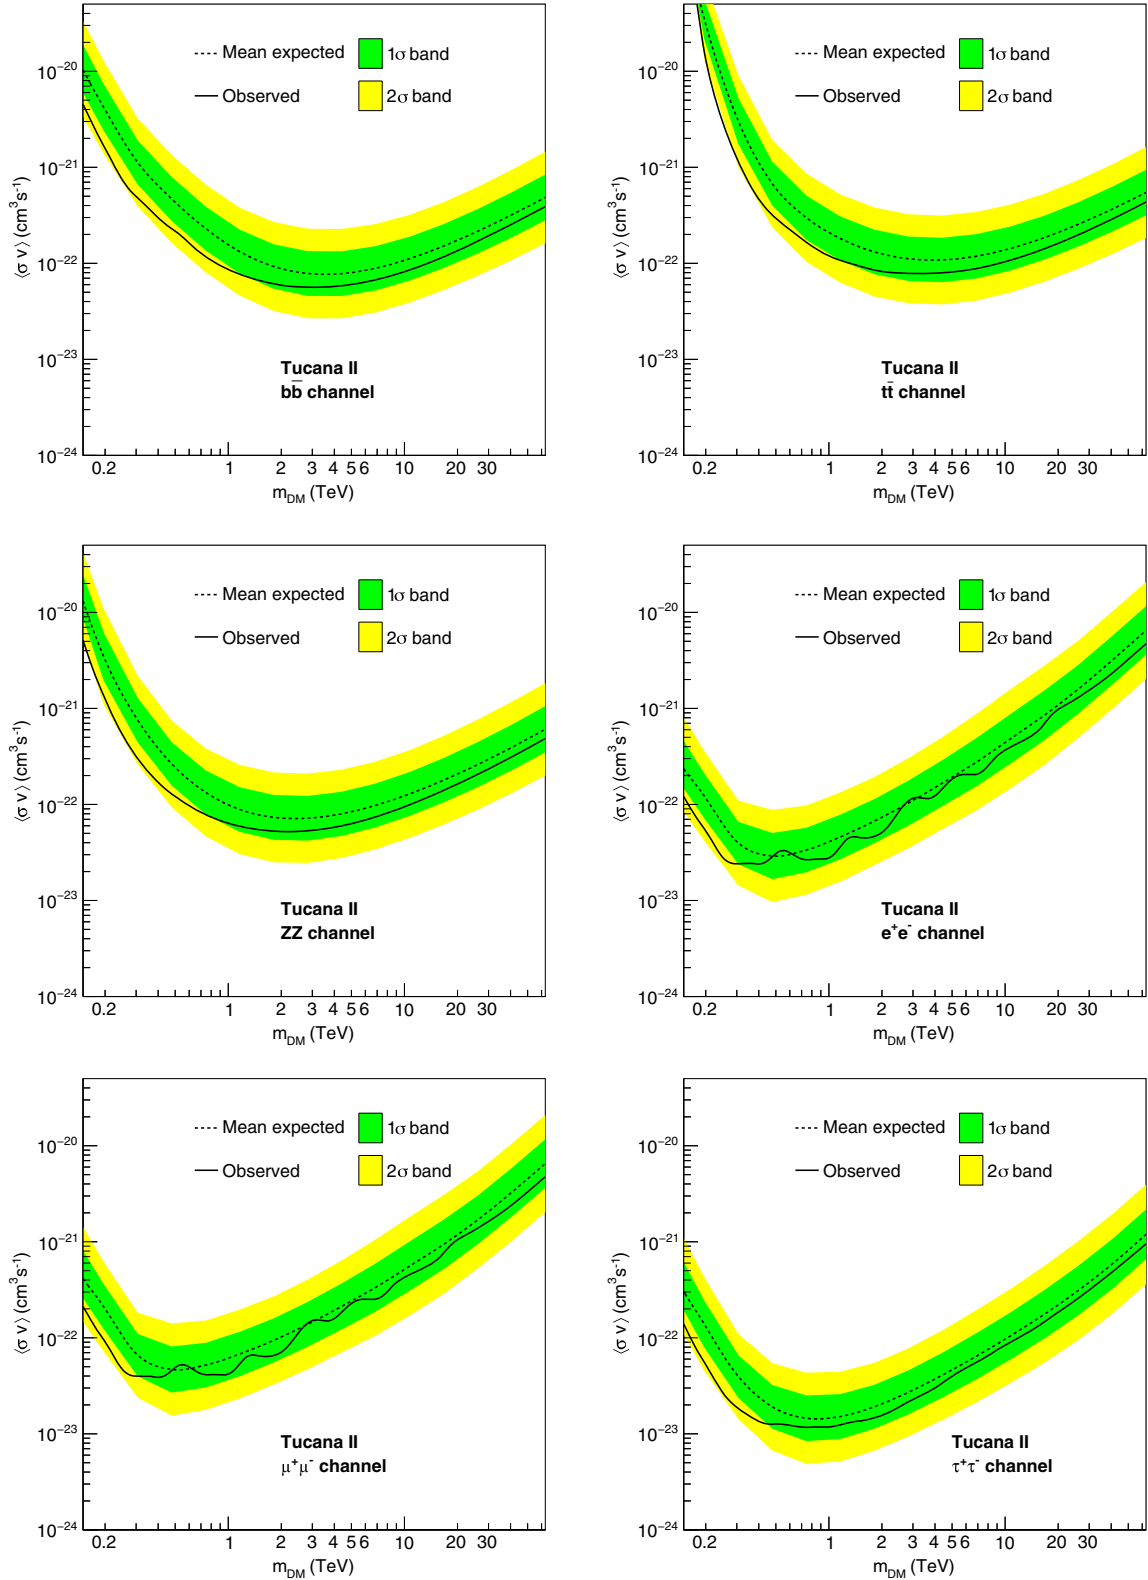 Mean expected
1σ band
Observed
2σ band
10⁻²⁰
10⁻²¹
10⁻²²
10⁻²³
10⁻²⁴
⟨σ v⟩ (cm³s⁻¹)
Tucana II
bb̅ channel
0.2 1 2 3 4 5 6 10 20 30
m_DM (TeV)
Mean expected
1σ band
Observed
2σ band
10⁻²⁰
10⁻²¹
10⁻²²
10⁻²³
10⁻²⁴
⟨σ v⟩ (cm³s⁻¹)
Tucana II
tt̅ channel
0.2 1 2 3 4 5 6 10 20 30
m_DM (TeV)
Mean expected
1σ band
Observed
2σ band
10⁻²⁰
10⁻²¹
10⁻²²
10⁻²³
10⁻²⁴
⟨σ v⟩ (cm³s⁻¹)
Tucana II
ZZ channel
0.2 1 2 3 4 5 6 10 20 30
m_DM (TeV)
Mean expected
1σ band
Observed
2σ band
10⁻²⁰
10⁻²¹
10⁻²²
10⁻²³
10⁻²⁴
⟨σ v⟩ (cm³s⁻¹)
Tucana II
e⁺e⁻ channel
0.2 1 2 3 4 5 6 10 20 30
m_DM (TeV)
Mean expected
1σ band
Observed
2σ band
10⁻²⁰
10⁻²¹
10⁻²²
10⁻²³
10⁻²⁴
⟨σ v⟩ (cm³s⁻¹)
Tucana II
μ⁺μ⁻ channel
0.2 1 2 3 4 5 6 10 20 30
m_DM (TeV)
Mean expected
1σ band
Observed
2σ band
10⁻²⁰
10⁻²¹
10⁻²²
10⁻²³
10⁻²⁴
⟨σ v⟩ (cm³s⁻¹)
Tucana II
τ⁺τ⁻ channel
0.2 1 2 3 4 5 6 10 20 30
m_DM (TeV)